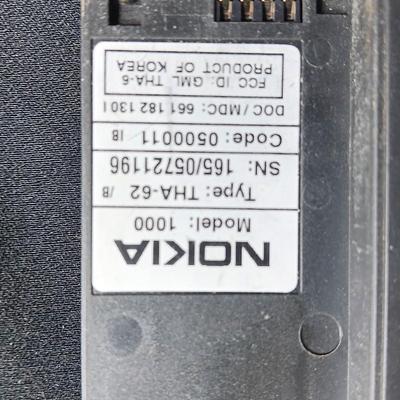 NOKIA
Model: 1000
Type: THA-62 /B
SN: 165/05721196
Code: 0500011 IB
DOC/MDC: 661 182 130 I
FCC ID: GML THA-6
PRODUCT OF KOREA